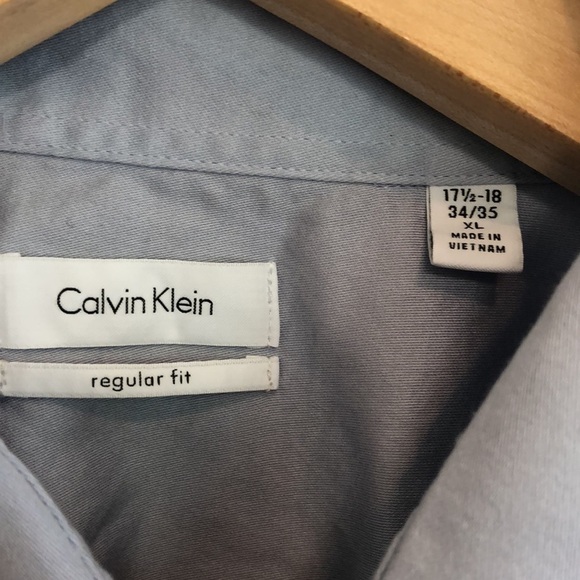 Calvin Klein
regular fit
17½-18
34/35
XL
MADE IN
VIETNAM